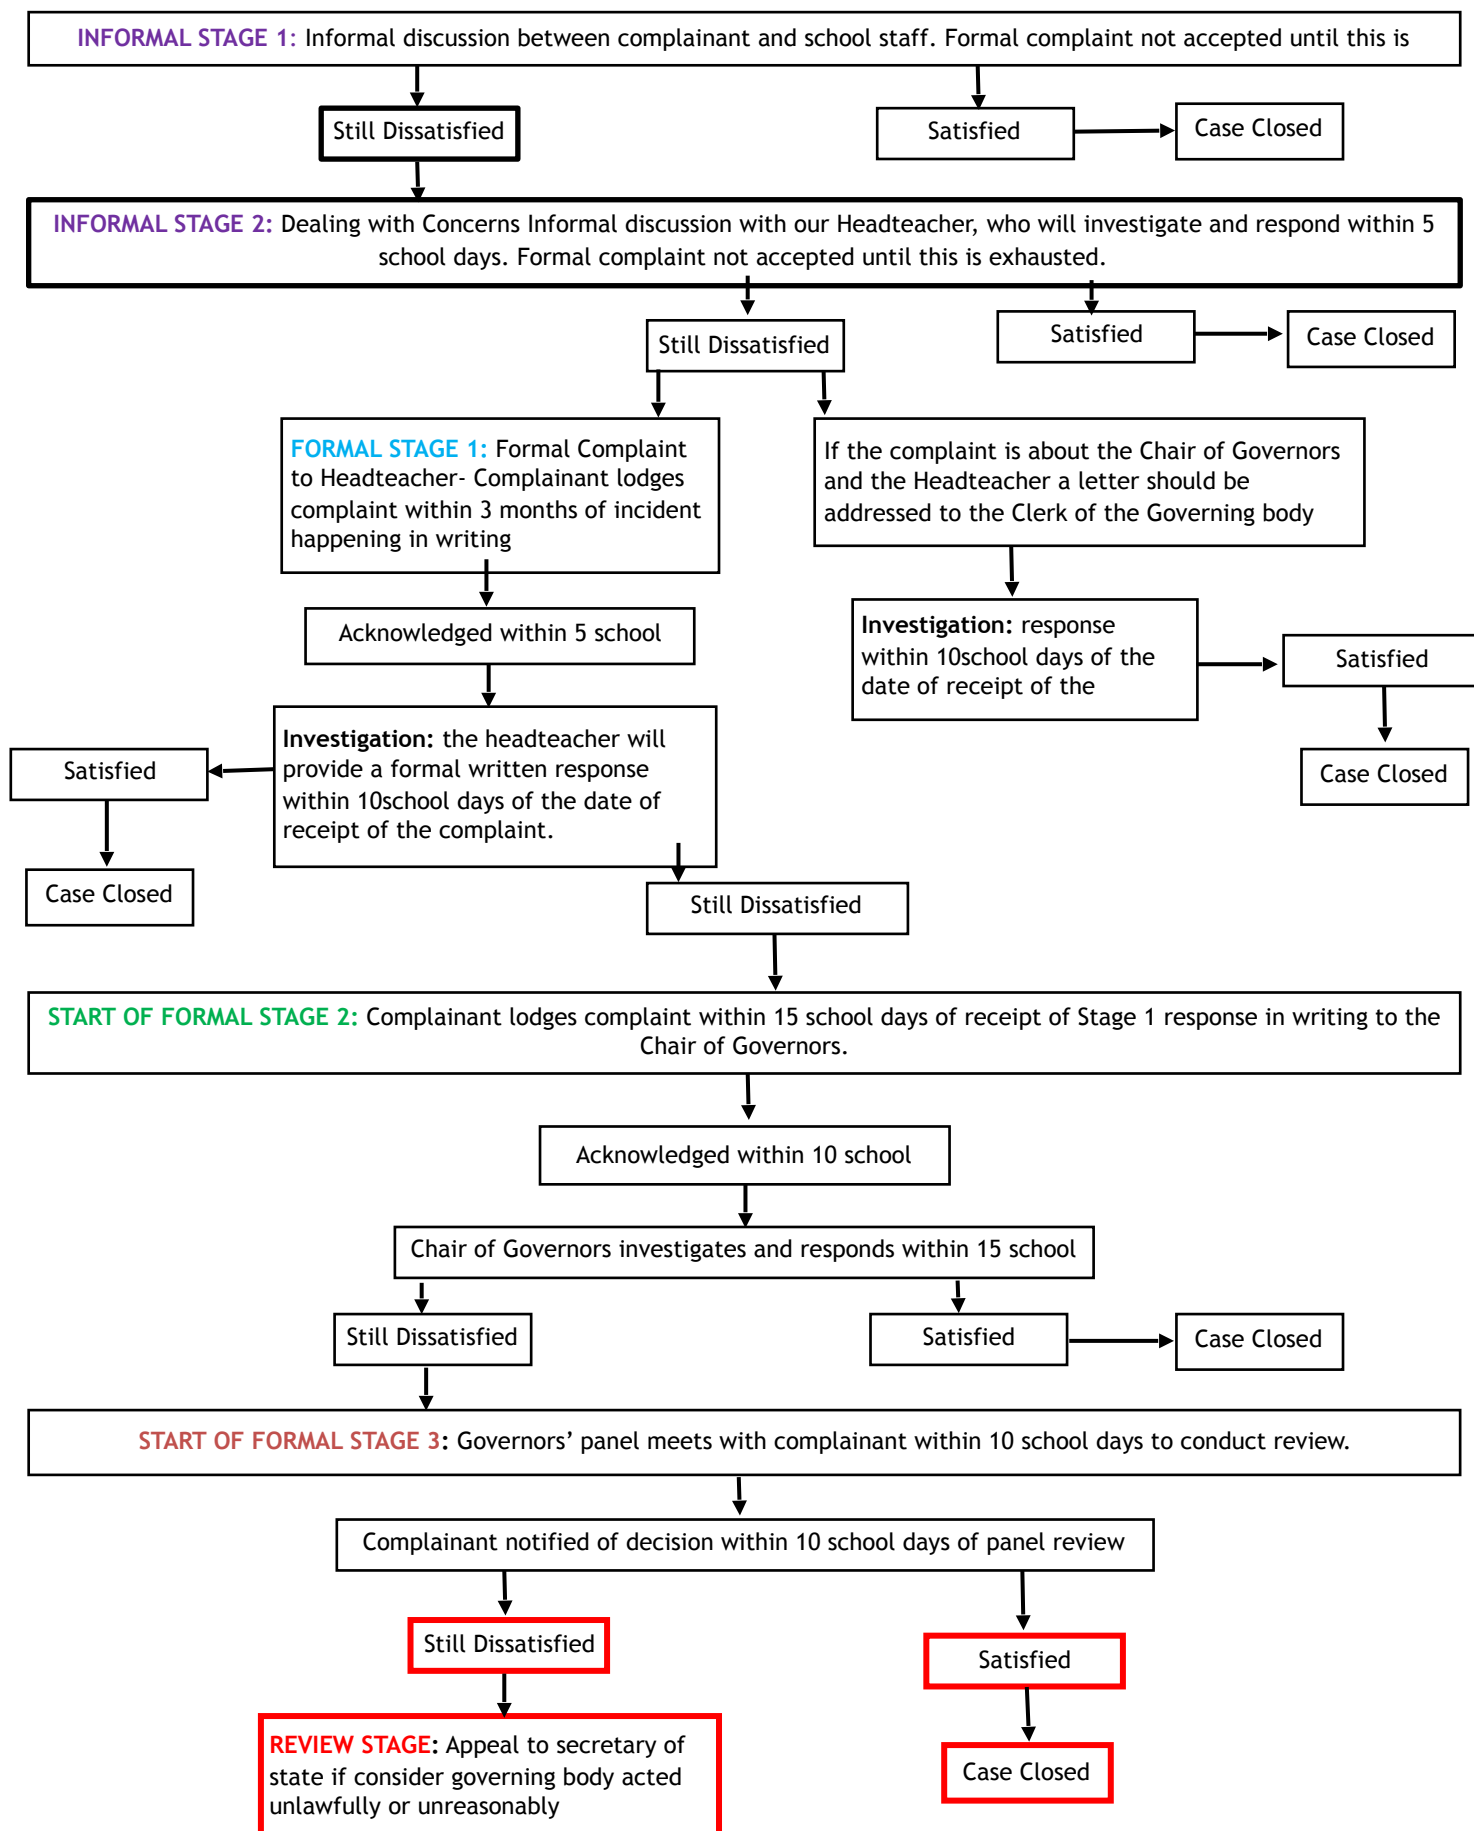 INFORMAL STAGE 1: Informal discussion between complainant and school staff. Formal complaint not accepted until this is
Still Dissatisfied
Satisfied
Case Closed
INFORMAL STAGE 2: Dealing with Concerns Informal discussion with our Headteacher, who will investigate and respond within 5
school days. Formal complaint not accepted until this is exhausted.
Still Dissatisfied
Satisfied
Case Closed
FORMAL STAGE 1: Formal Complaint
to Headteacher- Complainant lodges
complaint within 3 months of incident
happening in writing
If the complaint is about the Chair of Governors
and the Headteacher a letter should be
addressed to the Clerk of the Governing body
Acknowledged within 5 school
Investigation: response
within 10school days of the
date of receipt of the
Satisfied
Case Closed
Investigation: the headteacher will
provide a formal written response
within 10school days of the date of
receipt of the complaint.
Satisfied
Case Closed
Still Dissatisfied
START OF FORMAL STAGE 2: Complainant lodges complaint within 15 school days of receipt of Stage 1 response in writing to the
Chair of Governors.
Acknowledged within 10 school
Chair of Governors investigates and responds within 15 school
Still Dissatisfied
Satisfied
Case Closed
START OF FORMAL STAGE 3: Governors’ panel meets with complainant within 10 school days to conduct review.
Complainant notified of decision within 10 school days of panel review
Still Dissatisfied
Satisfied
REVIEW STAGE: Appeal to secretary of
state if consider governing body acted
unlawfully or unreasonably
Case Closed